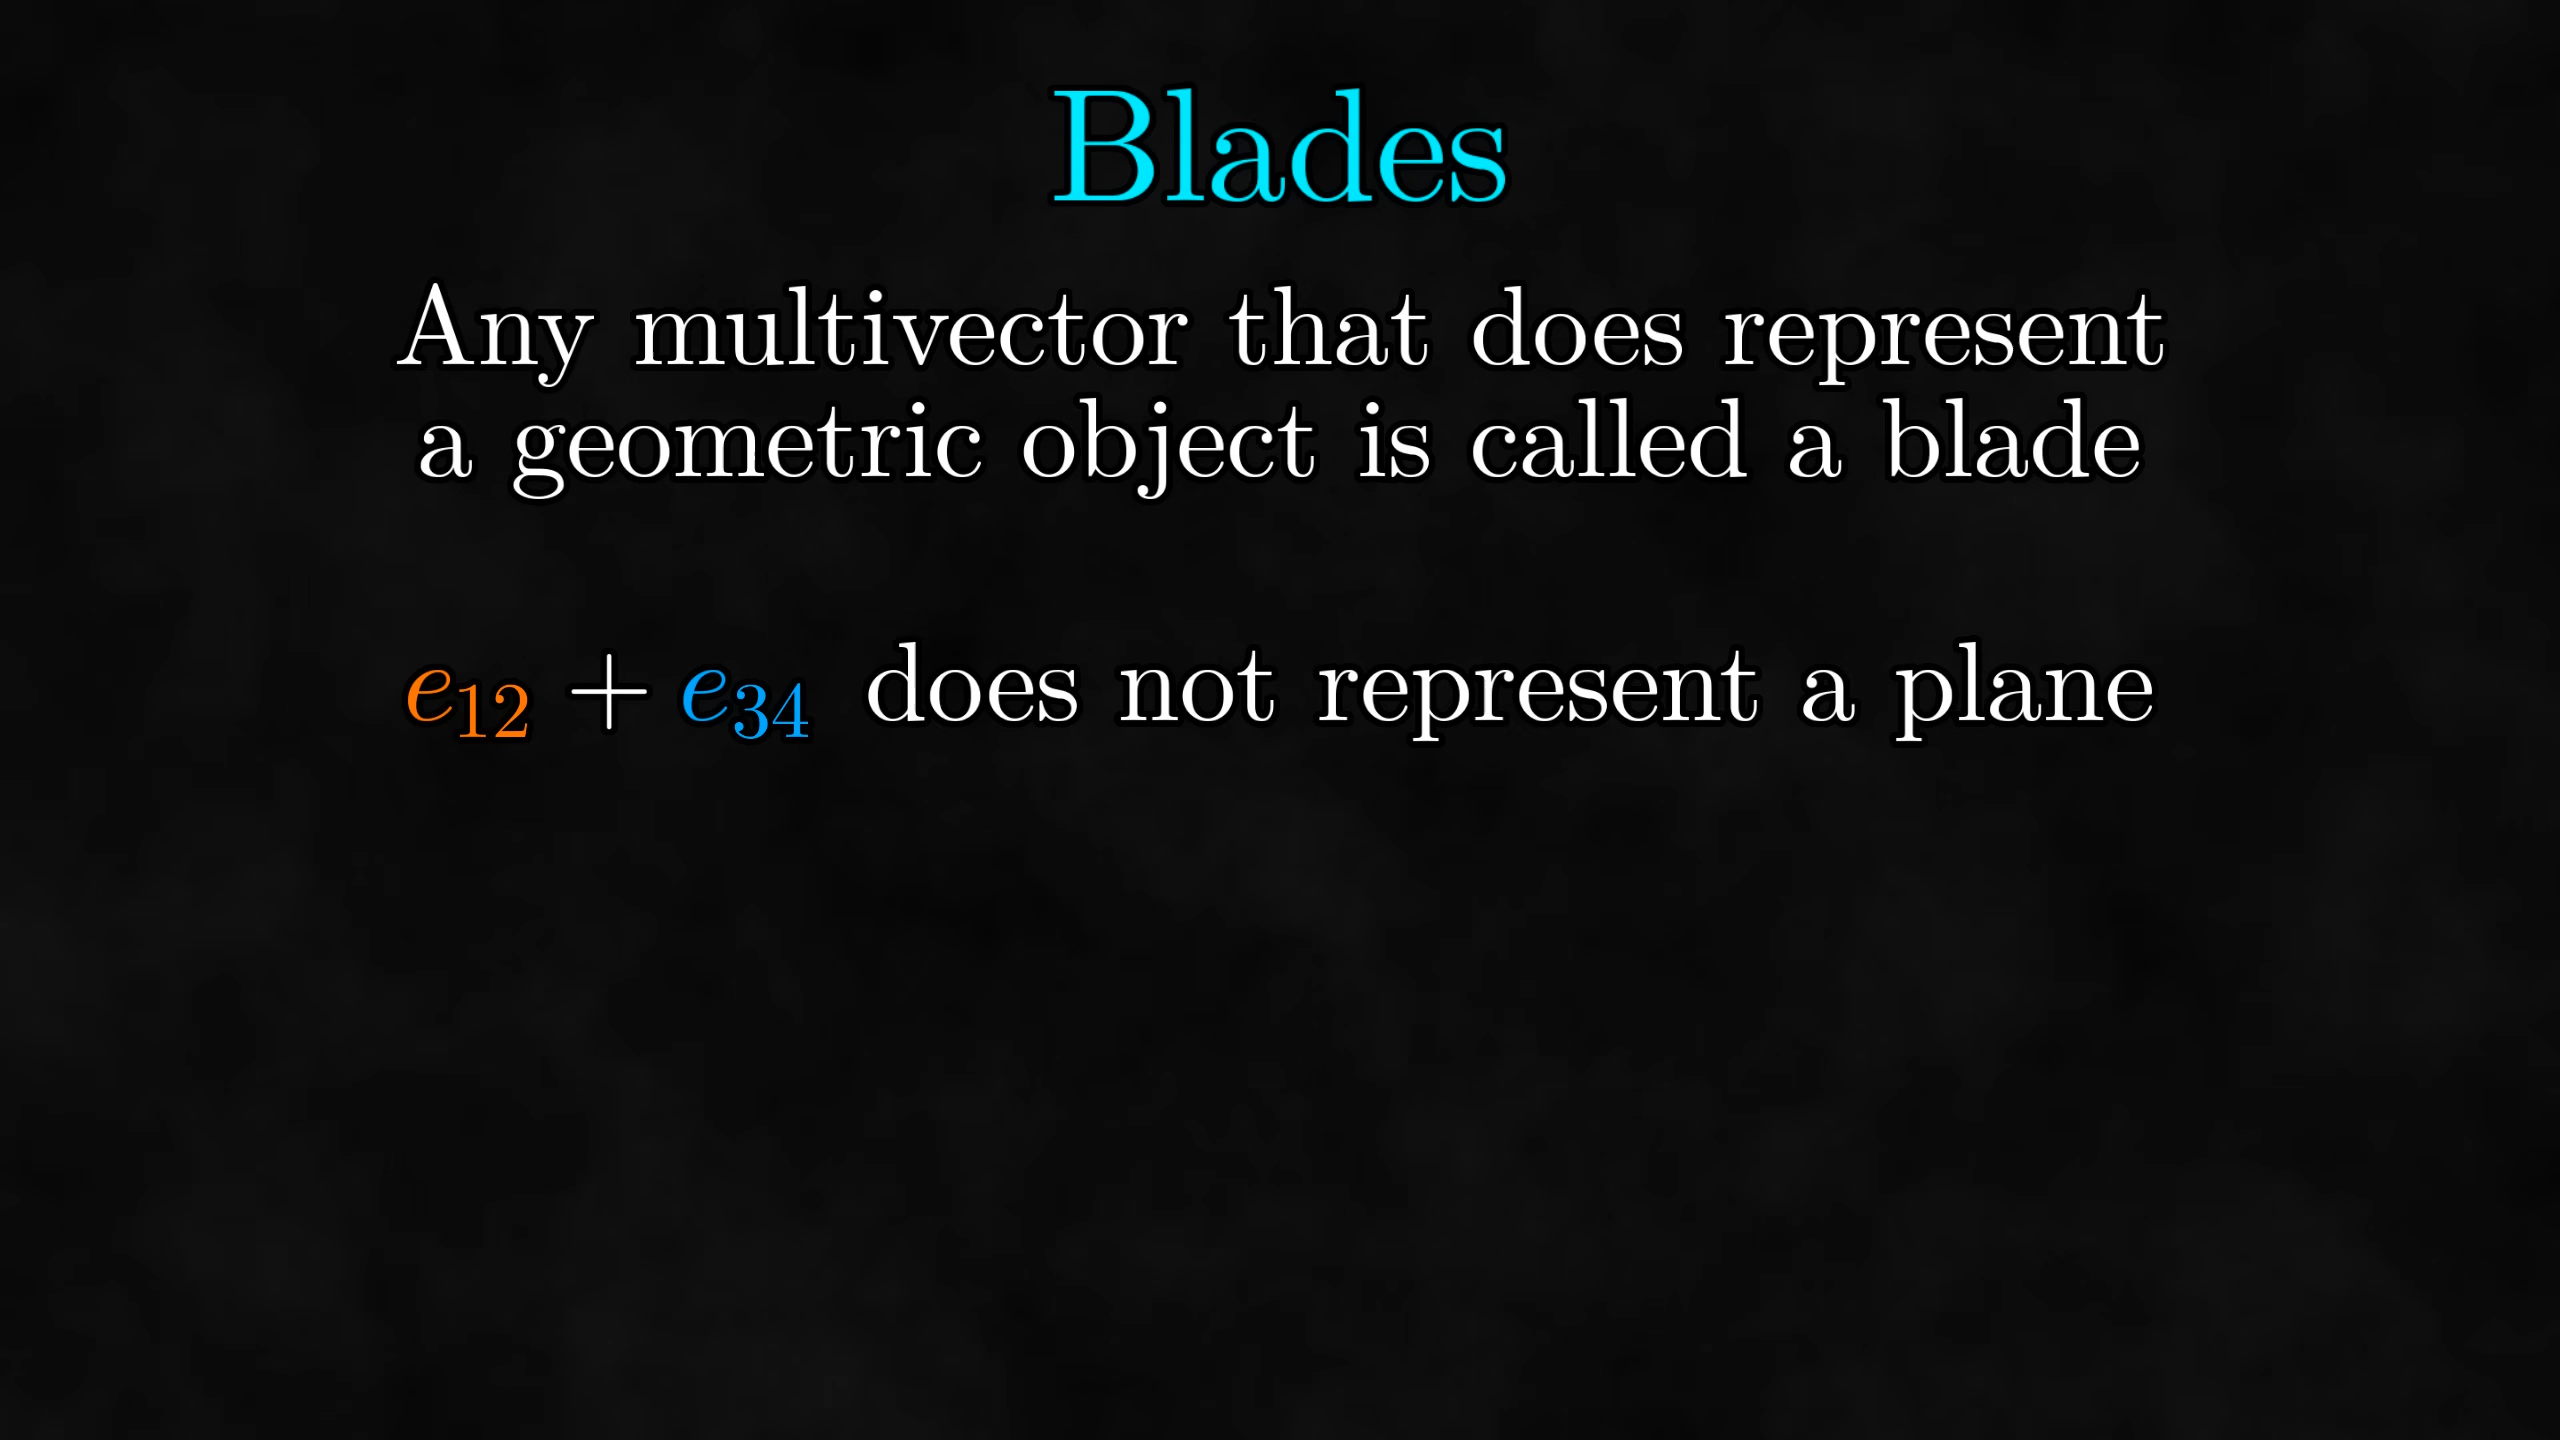 Blades
Any multivector that does represent
a geometric object is called a blade
e₁₂ + e₃₄ does not represent a plane